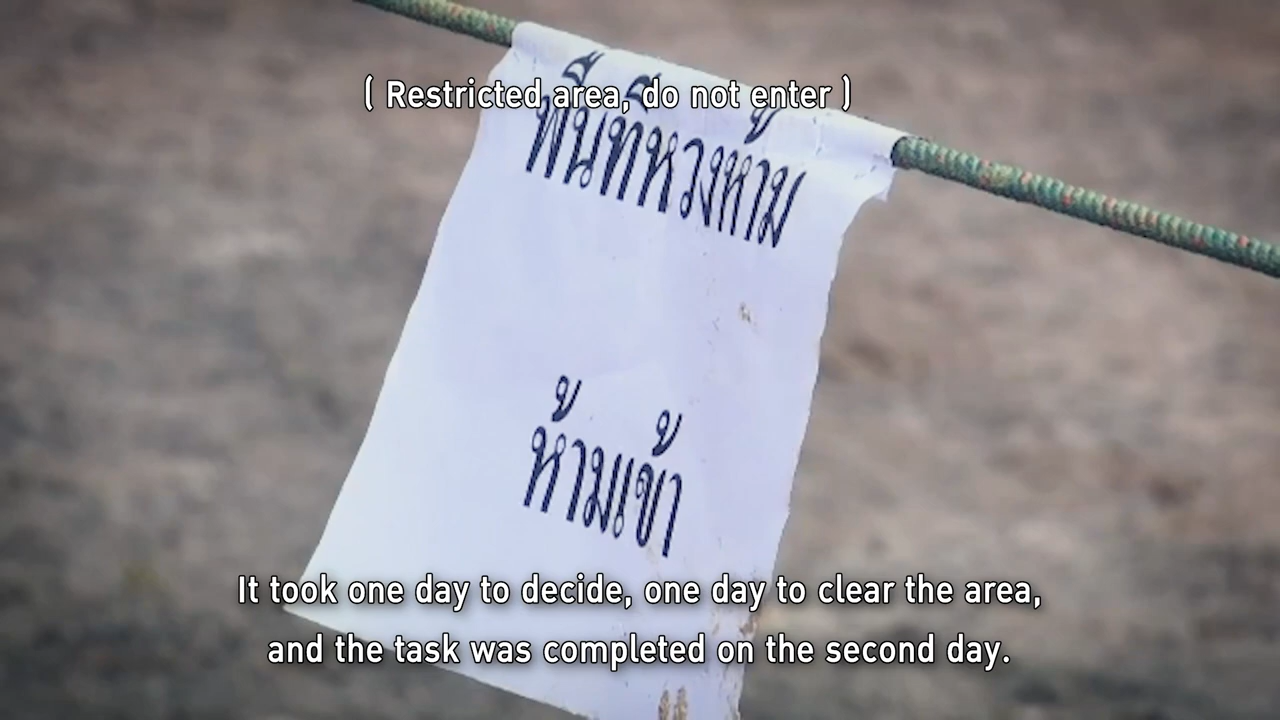 ( Restricted area, do not enter )
พื้นที่หวงห้าม
ห้ามเข้า
It took one day to decide, one day to clear the area,
and the task was completed on the second day.